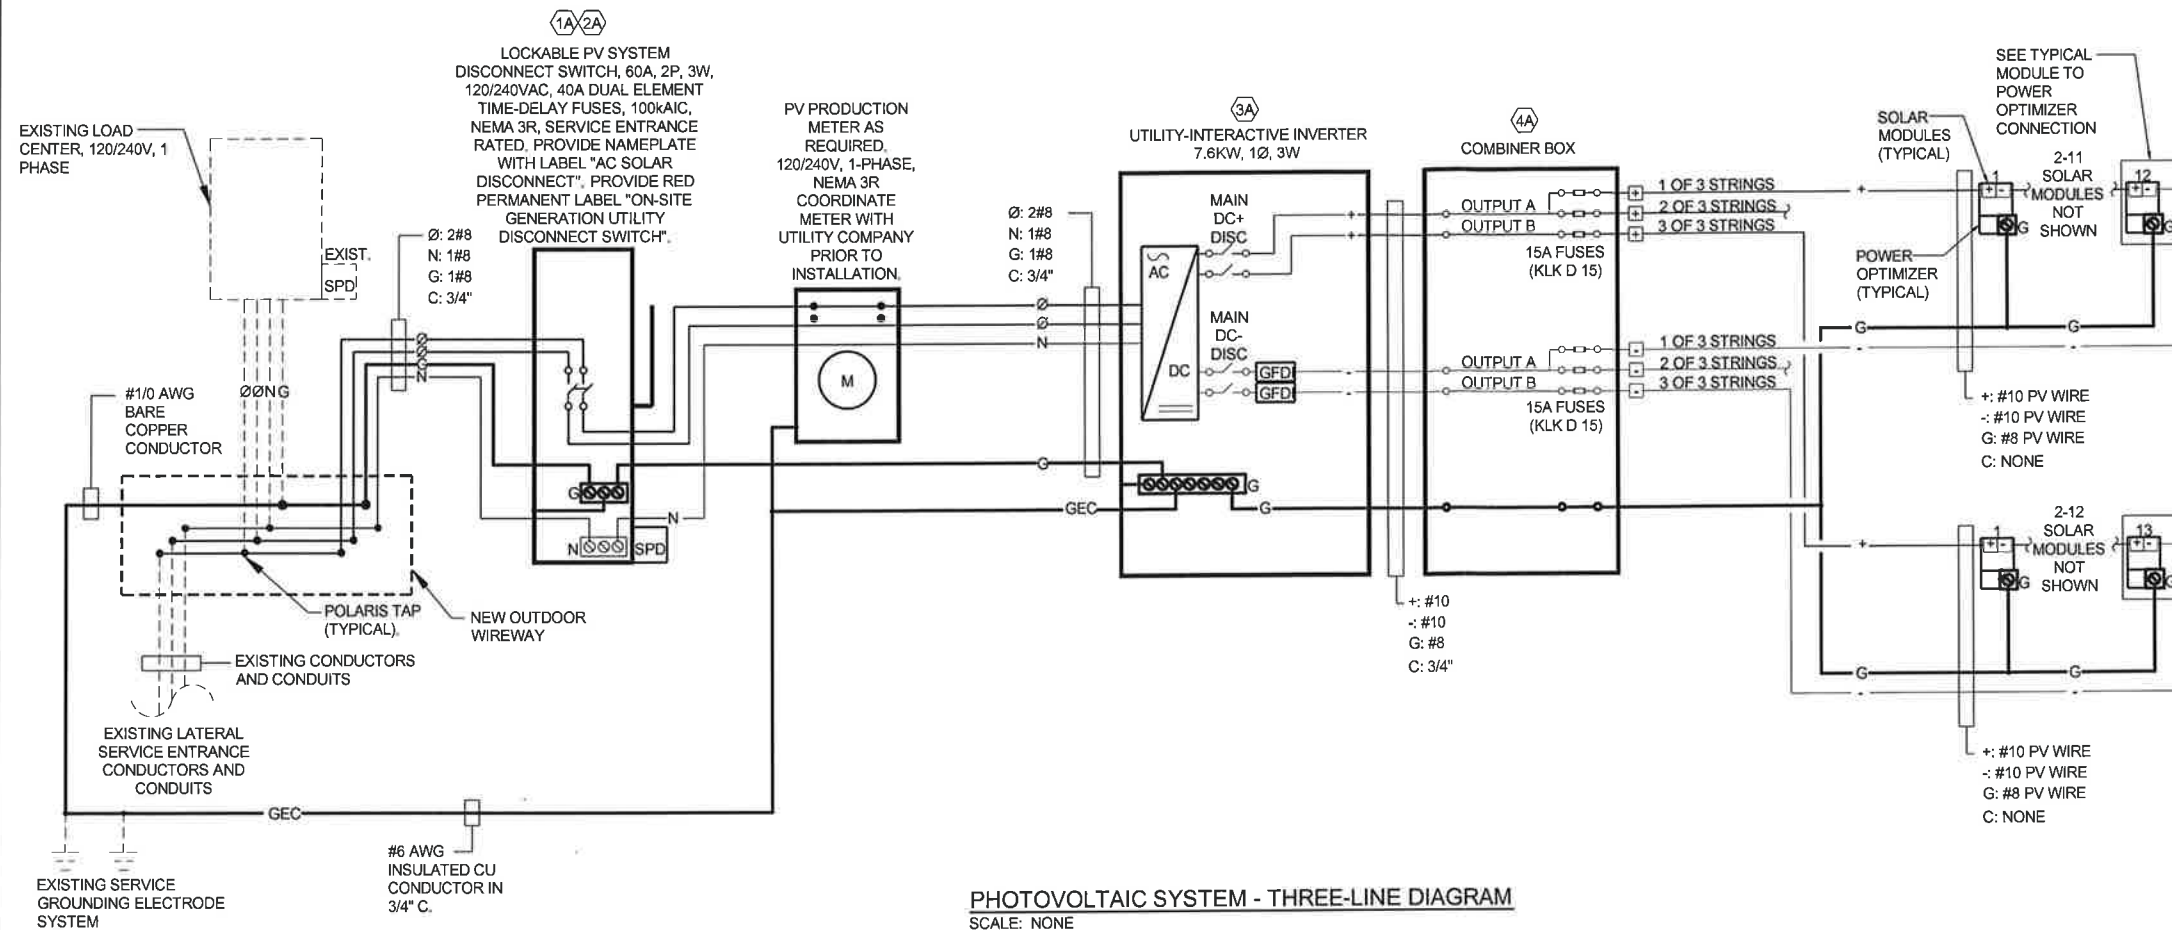 1A 2A
LOCKABLE PV SYSTEM
DISCONNECT SWITCH, 60A, 2P, 3W,
120/240VAC, 40A DUAL ELEMENT
TIME-DELAY FUSES, 100kAIC,
NEMA 3R, SERVICE ENTRANCE
RATED. PROVIDE NAMEPLATE
WITH LABEL "AC SOLAR
DISCONNECT". PROVIDE RED
PERMANENT LABEL "ON-SITE
GENERATION UTILITY
DISCONNECT SWITCH".
EXISTING LOAD
CENTER, 120/240V, 1
PHASE
EXIST.
SPD
Ø: 2#8
N: 1#8
G: 1#8
C: 3/4"
PV PRODUCTION
METER AS
REQUIRED.
120/240V, 1-PHASE,
NEMA 3R
COORDINATE
METER WITH
UTILITY COMPANY
PRIOR TO
INSTALLATION.
M
Ø: 2#8
N: 1#8
G: 1#8
C: 3/4"
3A
UTILITY-INTERACTIVE INVERTER
7.6KW, 1Ø, 3W
MAIN
DC+
DISC
AC
MAIN
DC-
DISC
DC
GFDI
GFDI
4A
COMBINER BOX
OUTPUT A
OUTPUT B
15A FUSES
(KLK D 15)
OUTPUT A
OUTPUT B
15A FUSES
(KLK D 15)
+ 1 OF 3 STRINGS
+ 2 OF 3 STRINGS
+ 3 OF 3 STRINGS
- 1 OF 3 STRINGS
- 2 OF 3 STRINGS
- 3 OF 3 STRINGS
SEE TYPICAL
MODULE TO
POWER
OPTIMIZER
CONNECTION
SOLAR
MODULES
(TYPICAL)
2-11
SOLAR
MODULES
NOT
SHOWN
1
+ -
G
12
+ -
G
POWER
OPTIMIZER
(TYPICAL)
+
G
G
-
-
+: #10 PV WIRE
-: #10 PV WIRE
G: #8 PV WIRE
C: NONE
2-12
SOLAR
MODULES
NOT
SHOWN
1
+ -
G
13
+ -
G
+
G
G
-
-
+: #10 PV WIRE
-: #10 PV WIRE
G: #8 PV WIRE
C: NONE
+: #10
-: #10
G: #8
C: 3/4"
Ø
Ø
G
N
Ø
Ø
N
G
GEC
G
G
G
N
SPD
N
ØØNG
#1/0 AWG
BARE
COPPER
CONDUCTOR
POLARIS TAP
(TYPICAL).
NEW OUTDOOR
WIREWAY
EXISTING CONDUCTORS
AND CONDUITS
EXISTING LATERAL
SERVICE ENTRANCE
CONDUCTORS AND
CONDUITS
GEC
#6 AWG
INSULATED CU
CONDUCTOR IN
3/4" C.
EXISTING SERVICE
GROUNDING ELECTRODE
SYSTEM
PHOTOVOLTAIC SYSTEM - THREE-LINE DIAGRAM
SCALE: NONE